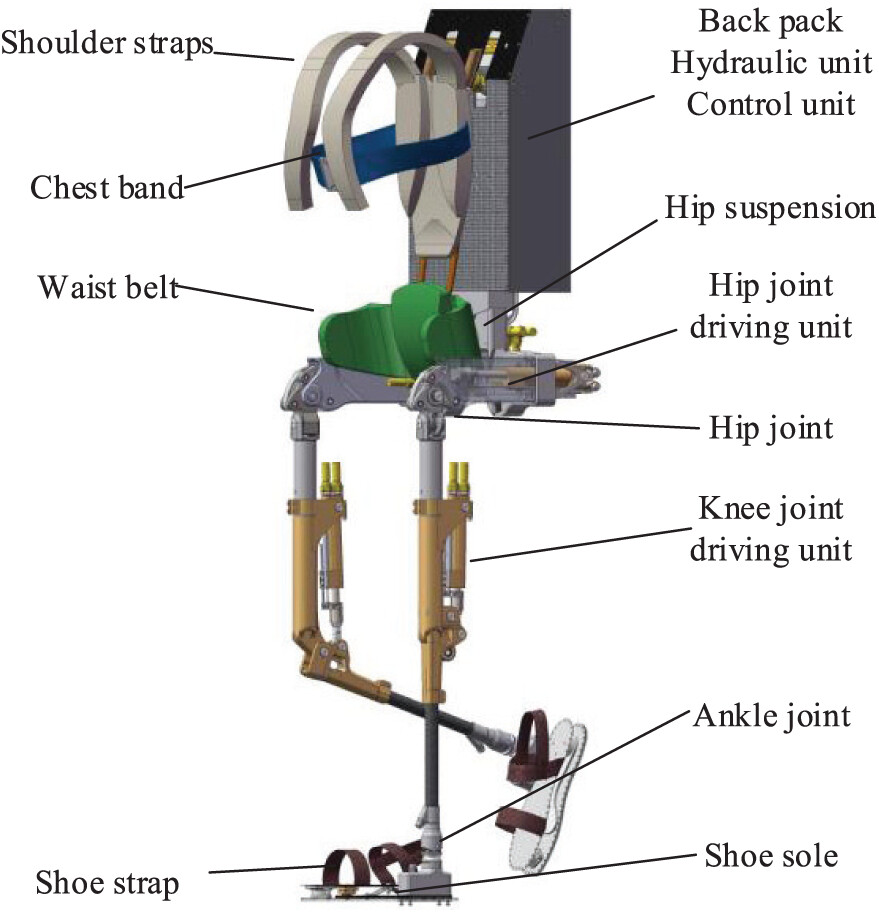 Shoulder straps
Back pack
Hydraulic unit
Control unit
Chest band
Hip suspension
Waist belt
Hip joint
driving unit
Hip joint
Knee joint
driving unit
Ankle joint
Shoe sole
Shoe strap